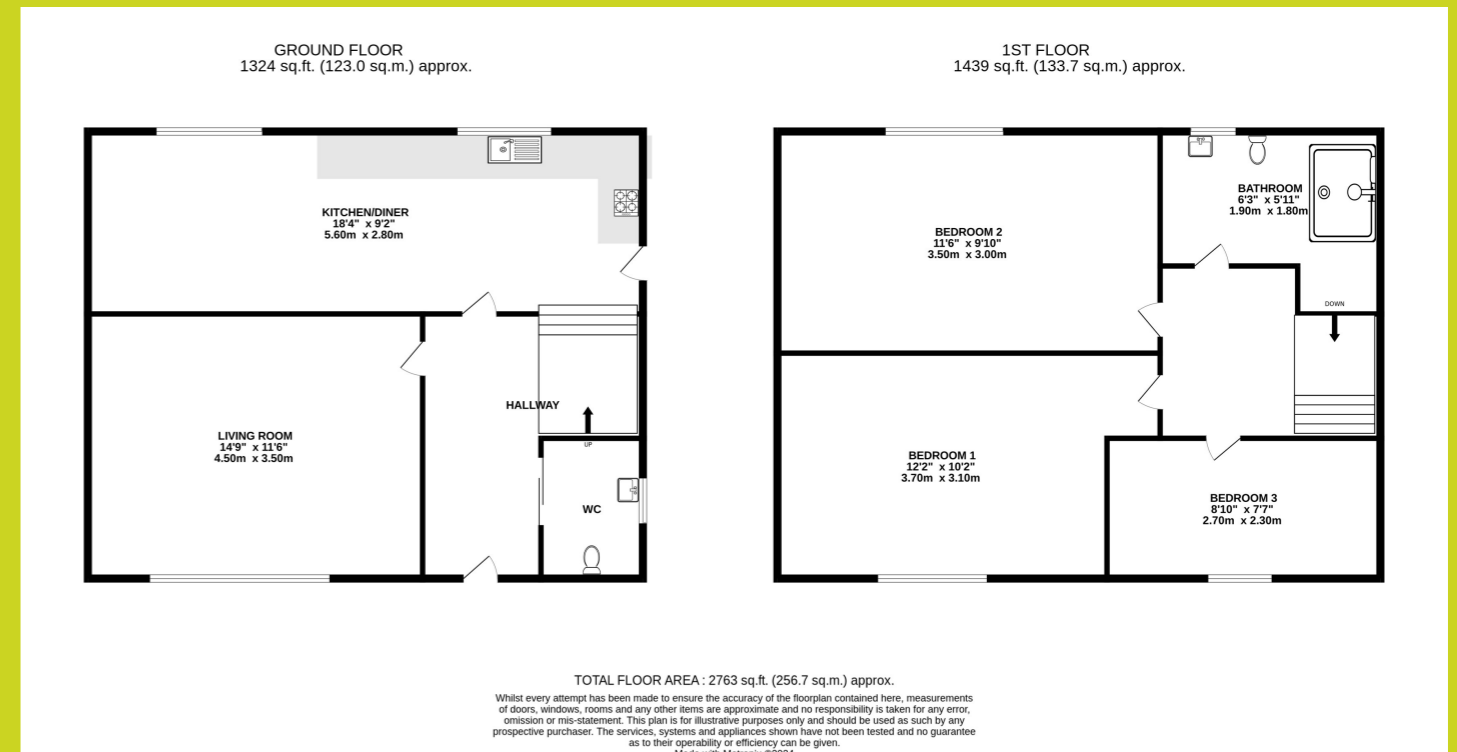 GROUND FLOOR
1324 sq.ft. (123.0 sq.m.) approx.
1ST FLOOR
1439 sq.ft. (133.7 sq.m.) approx.
KITCHEN/DINER
18'4" x 9'2"
5.60m x 2.80m
LIVING ROOM
14'9" x 11'6"
4.50m x 3.50m
HALLWAY
UP
WC
BEDROOM 2
11'6" x 9'10"
3.50m x 3.00m
BATHROOM
6'3" x 5'11"
1.90m x 1.80m
DOWN
BEDROOM 1
12'2" x 10'2"
3.70m x 3.10m
BEDROOM 3
8'10" x 7'7"
2.70m x 2.30m
TOTAL FLOOR AREA : 2763 sq.ft. (256.7 sq.m.) approx.
Whilst every attempt has been made to ensure the accuracy of the floorplan contained here, measurements
of doors, windows, rooms and any other items are approximate and no responsibility is taken for any error,
omission or mis-statement. This plan is for illustrative purposes only and should be used as such by any
prospective purchaser. The services, systems and appliances shown have not been tested and no guarantee
as to their operability or efficiency can be given.
Made with Metropix ©2024